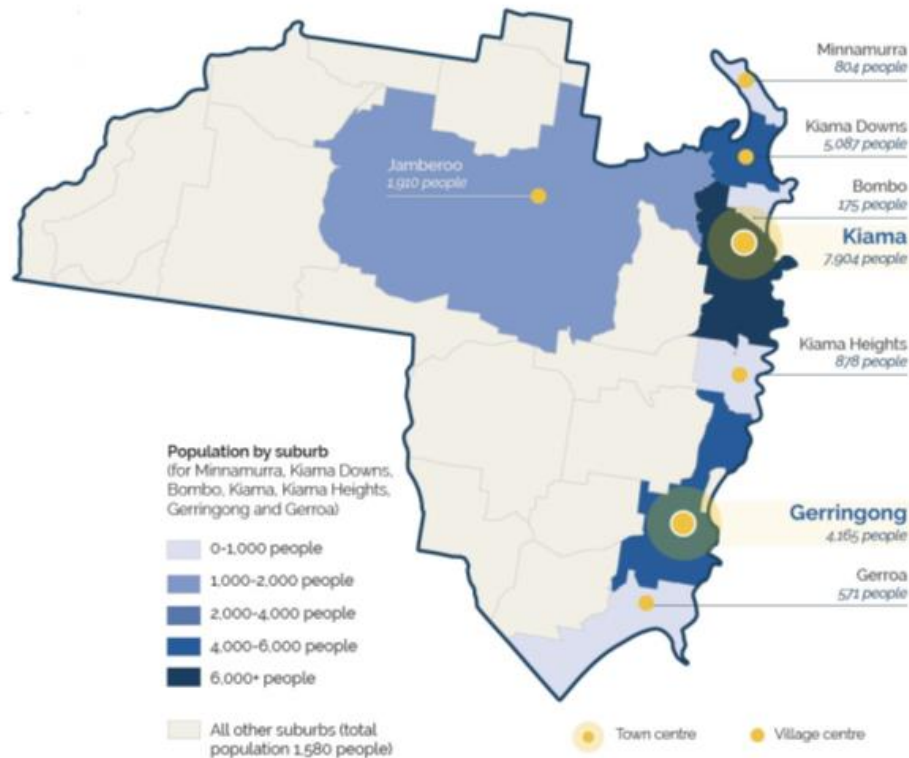 Minnamurra
804 people
Kiama Downs
5,087 people
Jamberoo
1,910 people
Bombo
175 people
Kiama
7,904 people
Kiama Heights
878 people
Population by suburb
(for Minnamurra, Kiama Downs,
Bombo, Kiama, Kiama Heights,
Gerringong and Gerroa)
0-1,000 people
1,000-2,000 people
2,000-4,000 people
4,000-6,000 people
6,000+ people
All other suburbs (total
population 1,580 people)
Gerringong
4,165 people
Gerroa
571 people
Town centre
Village centre